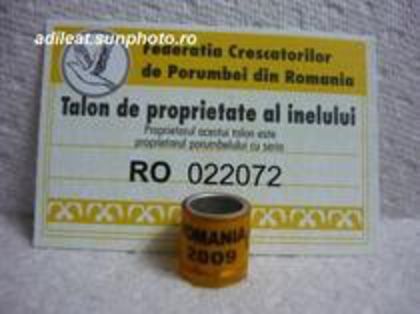 adileat.sunphoto.ro
Federatia Crescatorilor
de Porumbei din Romania
Talon de proprietate al inelului
Proprietarul acestui talon este
proprietarul porumbelului cu seria
RO 022072
ROMANIA
2009